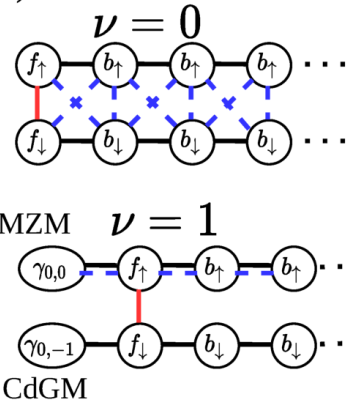 ν = 0
f↑ b↑ b↑ b↑ ···
f↓ b↓ b↓ b↓ ···
MZM ν = 1
γ0,0 f↑ b↑ b↑ ··
γ0,−1 f↓ b↓ b↓ ··
CdGM